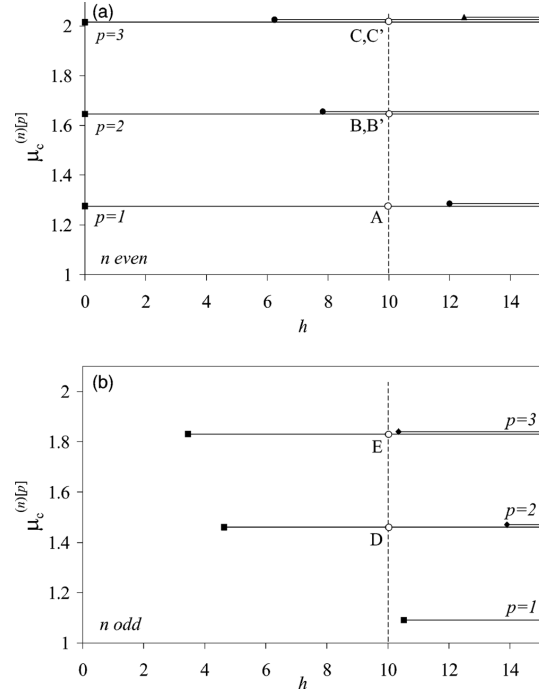 (a)
2
1.8
1.6
1.4
1.2
1
μc(n)[p]
p=3
p=2
p=1
C,C’
B,B’
A
n even
0 2 4 6 8 10 12 14
h
(b)
2
1.8
1.6
1.4
1.2
1
μc(n)[p]
p=3
E
p=2
D
p=1
n odd
0 2 4 6 8 10 12 14
h